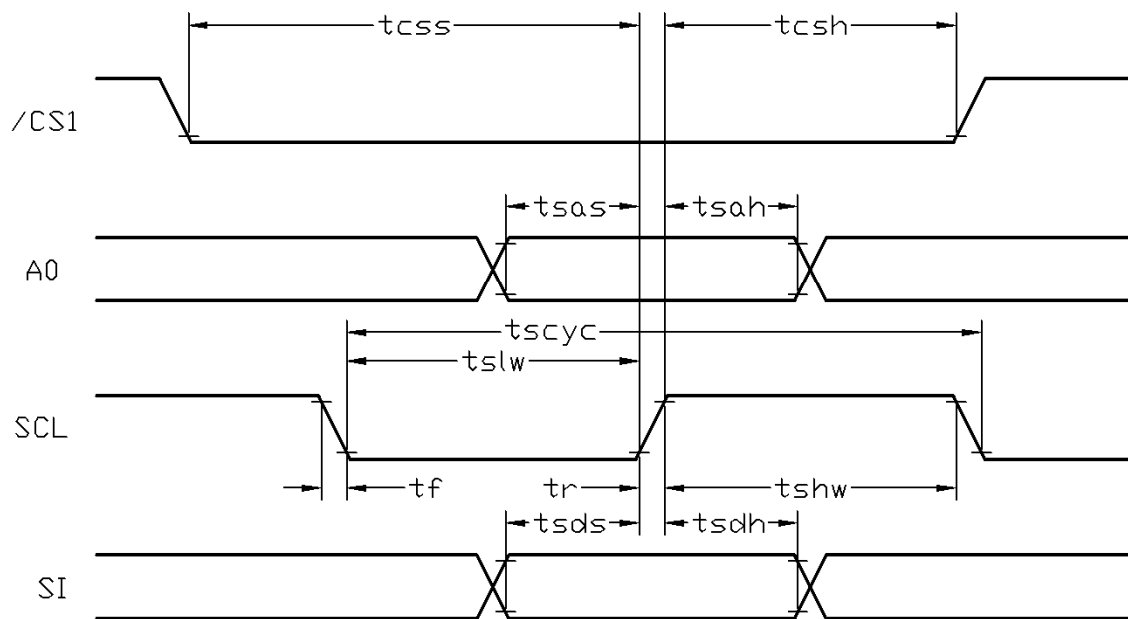 tcss tcsh
/CS1
tsas tsah
A0
tscyc
tslw
SCL
tf tr tshw
tsds tsdh
SI